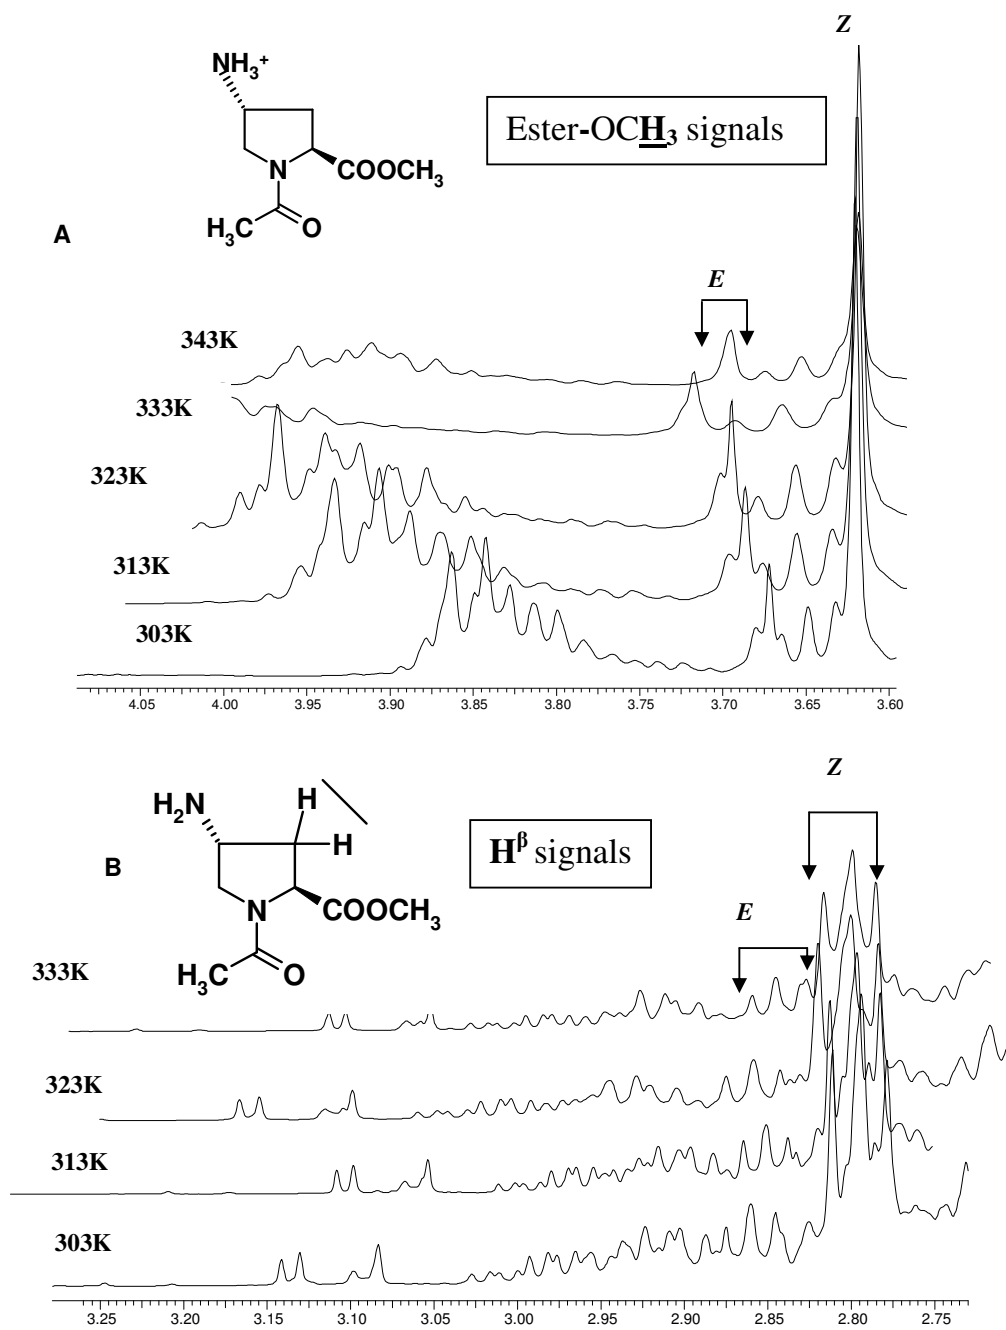 Z
NH3+
Ester-OCH3 signals
N
COOCH3
H3C
O
A
E
343K
333K
323K
313K
303K
4.05 4.00 3.95 3.90 3.85 3.80 3.75 3.70 3.65 3.60
Z
H
H2N
H
Hβ signals
B
N
COOCH3
E
H3C
O
333K
323K
313K
303K
3.25 3.20 3.15 3.10 3.05 3.00 2.95 2.90 2.85 2.80 2.75